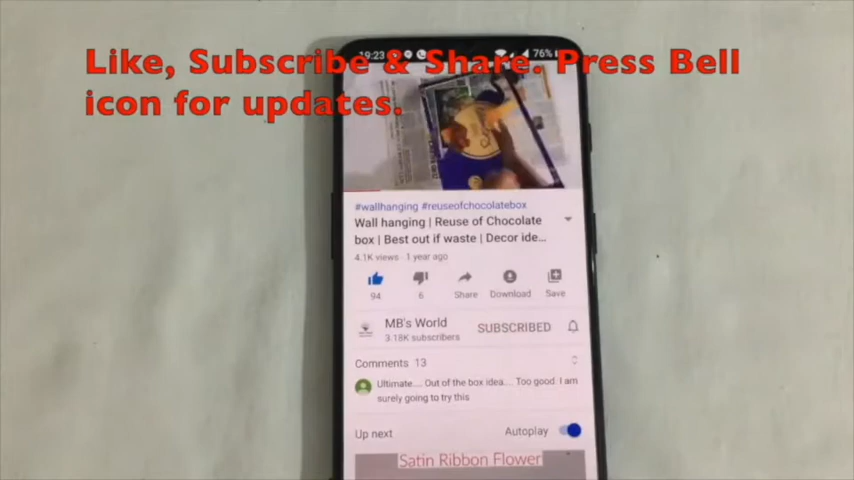 Like, Subscribe & Share. Press Bell
icon for updates.
19:23
76%
#wallhanging #reuseofchocolatebox
Wall hanging | Reuse of Chocolate
box | Best out if waste | Decor ide...
4.1K views · 1 year ago
94
6
Share
Download
Save
MB's World
SUBSCRIBED
3.18K subscribers
Comments 13
Ultimate.... Out of the box idea.... Too good. I am
surely going to try this
Up next
Autoplay
Satin Ribbon Flower